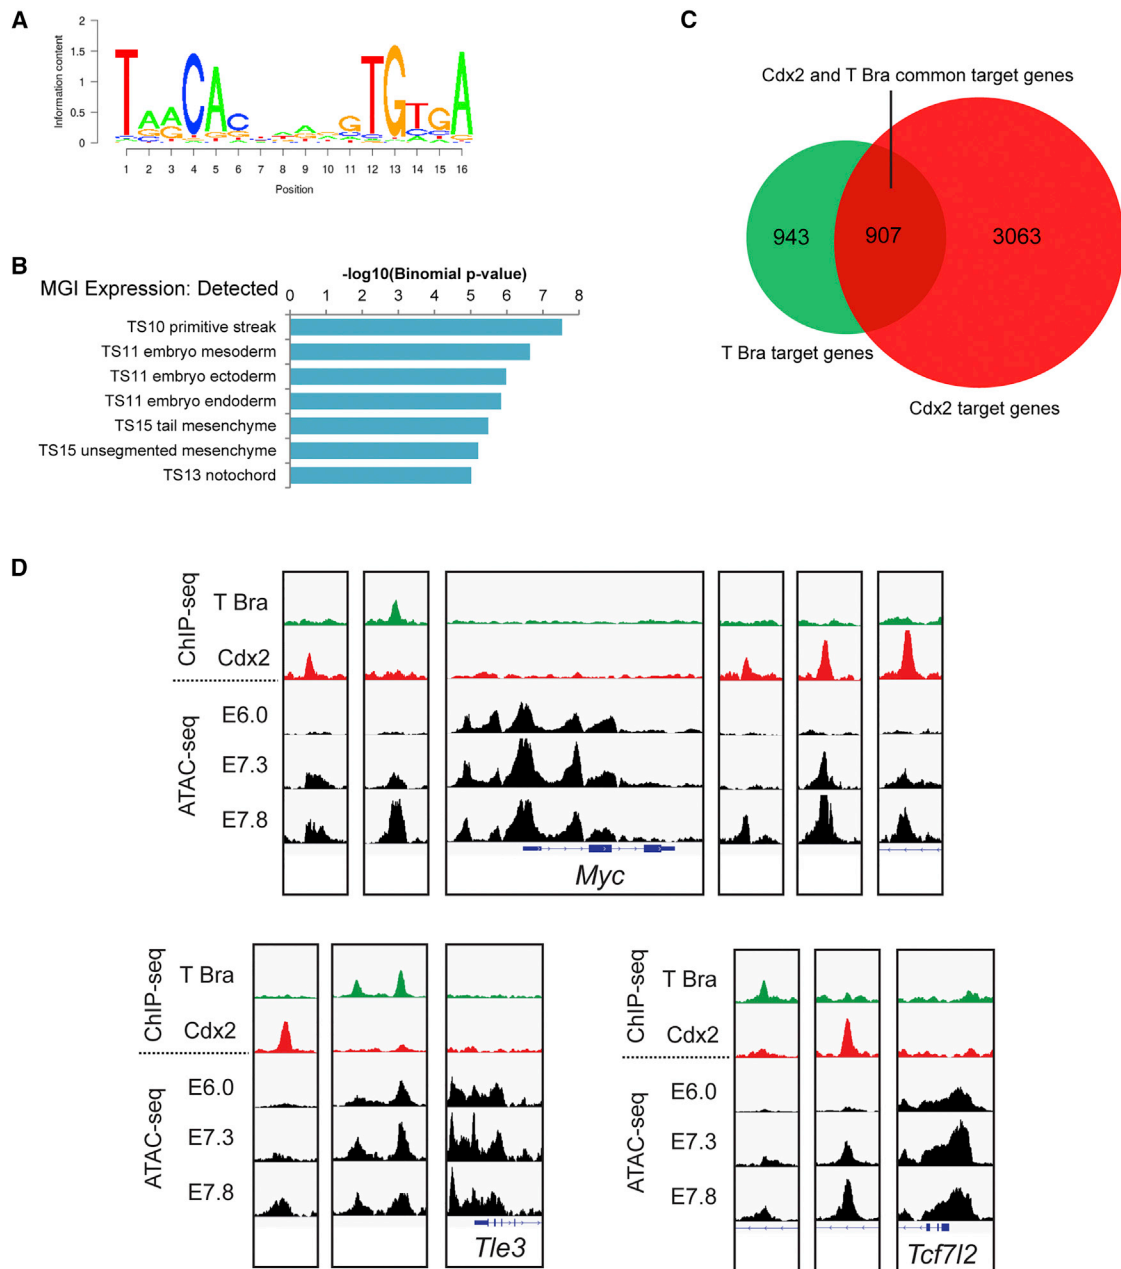 A
2
1.5
1
0.5
0
Information content
T A A C A C G T G T G A
1 2 3 4 5 6 7 8 9 10 11 12 13 14 15 16
Position
B
-log10(Binomial p-value)
MGI Expression: Detected
0 1 2 3 4 5 6 7 8
TS10 primitive streak
TS11 embryo mesoderm
TS11 embryo ectoderm
TS11 embryo endoderm
TS15 tail mesenchyme
TS15 unsegmented mesenchyme
TS13 notochord
C
Cdx2 and T Bra common target genes
943
907
3063
T Bra target genes
Cdx2 target genes
D
ChIP-seq
T Bra
Cdx2
ATAC-seq
E6.0
E7.3
E7.8
Myc
ChIP-seq
T Bra
Cdx2
ATAC-seq
E6.0
E7.3
E7.8
Tle3
ChIP-seq
T Bra
Cdx2
ATAC-seq
E6.0
E7.3
E7.8
Tcf7l2